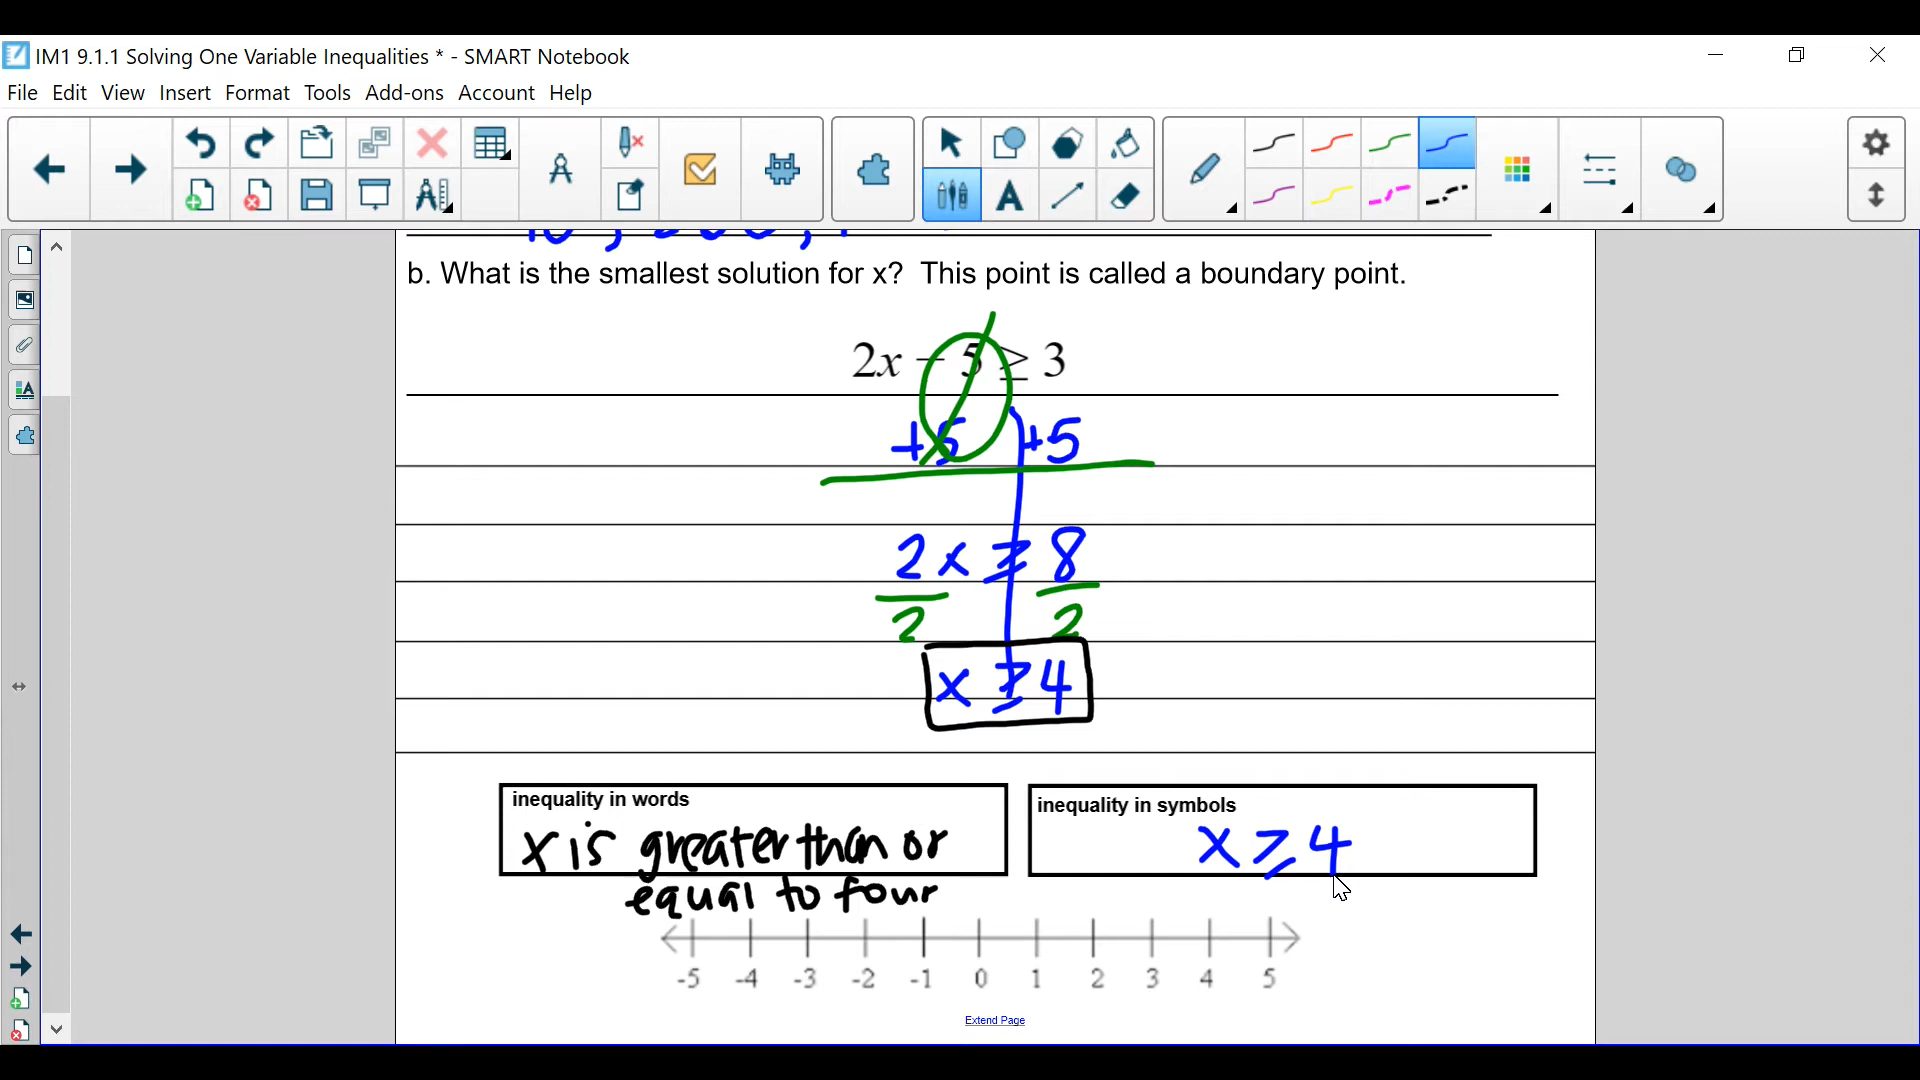 IM1 9.1.1 Solving One Variable Inequalities * - SMART Notebook
File Edit View Insert Format Tools Add-ons Account Help
b. What is the smallest solution for x? This point is called a boundary point.
2x - 5 ≥ 3
+5 +5
2x ≥ 8
2 2
x ≥ 4
inequality in words
x is greater than or
equal to four
inequality in symbols
x ≥ 4
-5 -4 -3 -2 -1 0 1 2 3 4 5
Extend Page